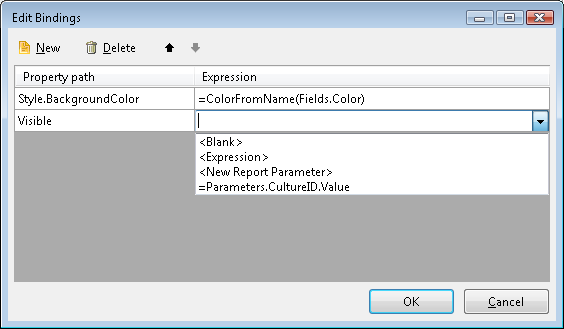 Edit Bindings
New Delete
Property path Expression
Style.BackgroundColor =ColorFromName(Fields.Color)
Visible
<Blank>
<Expression>
<New Report Parameter>
=Parameters.CultureID.Value
OK Cancel